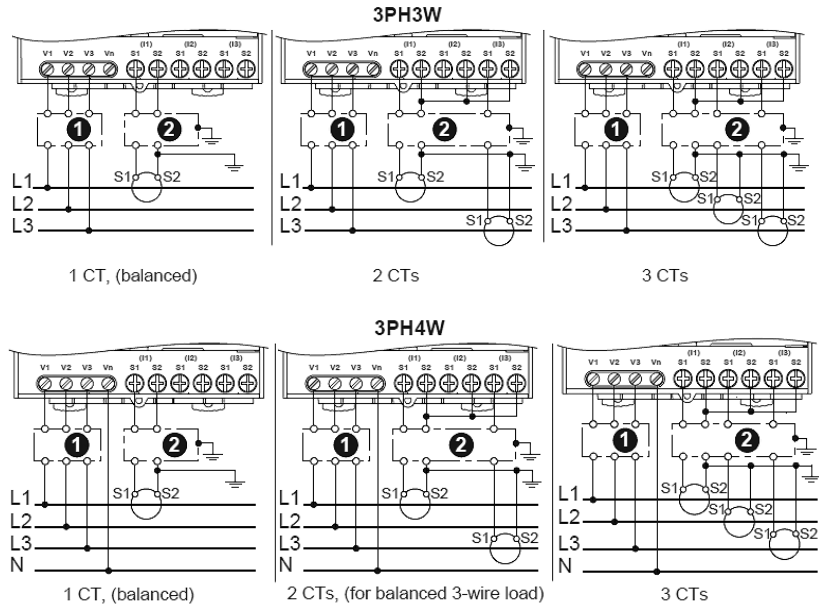 3PH3W
(I1) (I2) (I3)
V1 V2 V3 Vn S1 S2 S1 S2 S1 S2
1 2
S1 S2
L1
L2
L3
1 CT, (balanced)
(I1) (I2) (I3)
V1 V2 V3 Vn S1 S2 S1 S2 S1 S2
1 2
S1 S2
L1
L2
S1 S2
L3
2 CTs
(I1) (I2) (I3)
V1 V2 V3 Vn S1 S2 S1 S2 S1 S2
1 2
S1 S2
L1
S1 S2
L2
S1 S2
L3
3 CTs
3PH4W
(I1) (I2) (I3)
V1 V2 V3 Vn S1 S2 S1 S2 S1 S2
1 2
S1 S2
L1
L2
L3
N
1 CT, (balanced)
(I1) (I2) (I3)
V1 V2 V3 Vn S1 S2 S1 S2 S1 S2
1 2
S1 S2
L1
L2
S1 S2
L3
N
2 CTs, (for balanced 3-wire load)
(I1) (I2) (I3)
V1 V2 V3 Vn S1 S2 S1 S2 S1 S2
1 2
S1 S2
L1
S1 S2
L2
S1 S2
L3
N
3 CTs